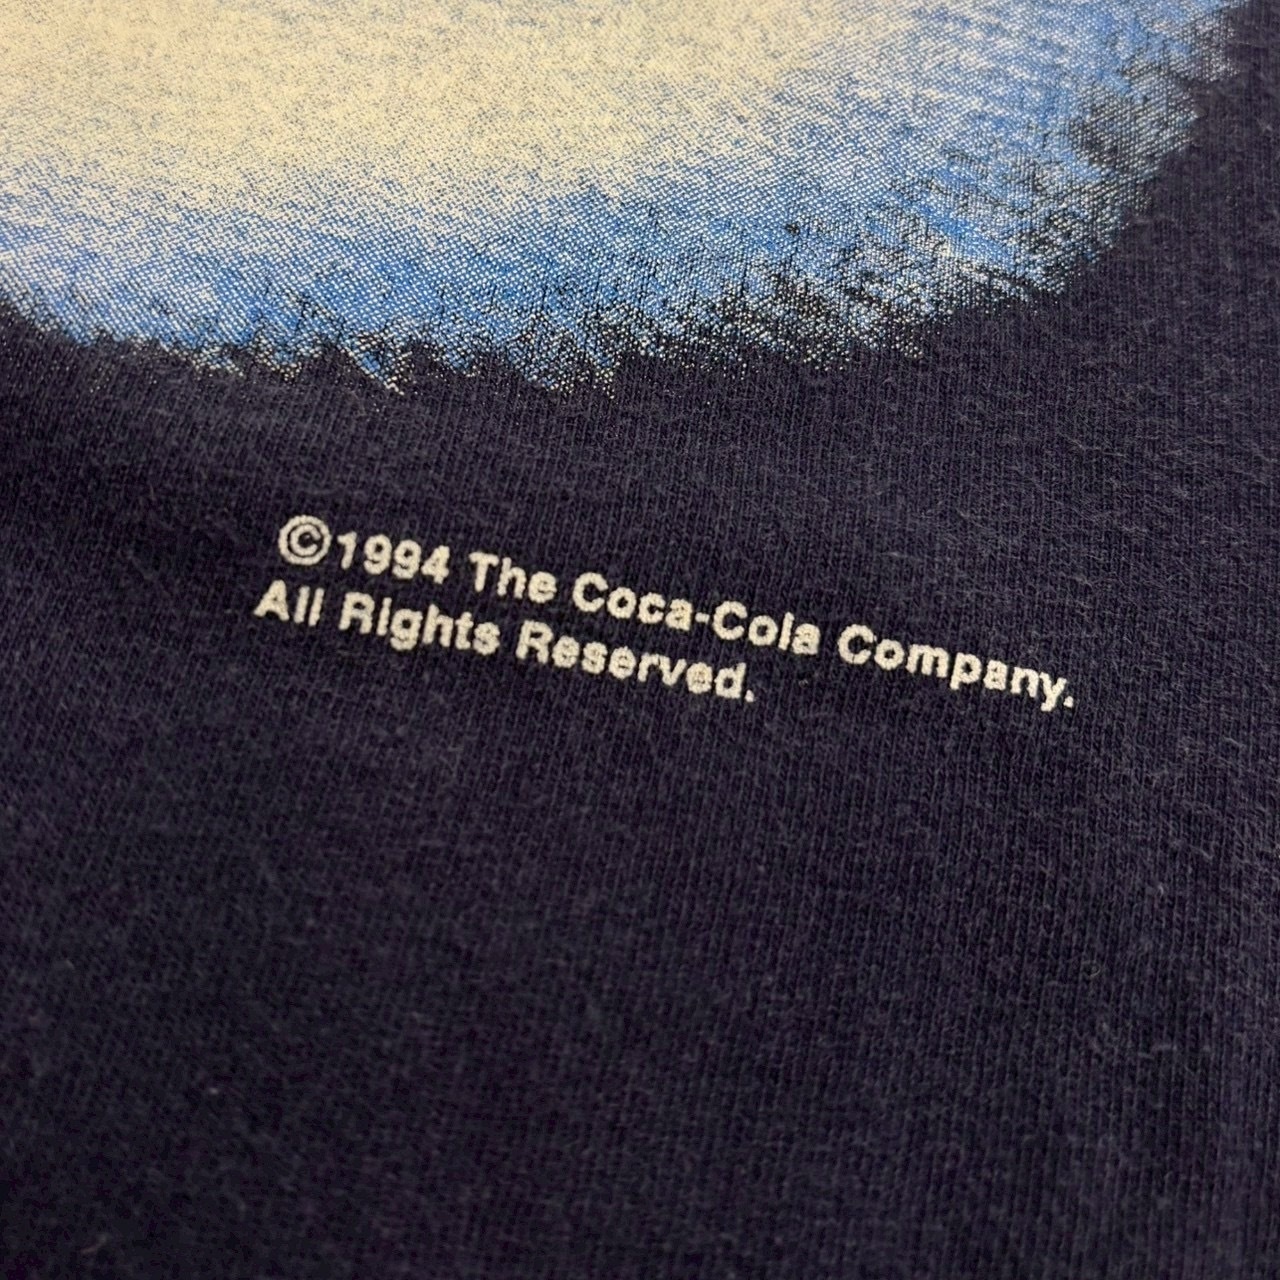 ©1994 The Coca-Cola Company.
All Rights Reserved.